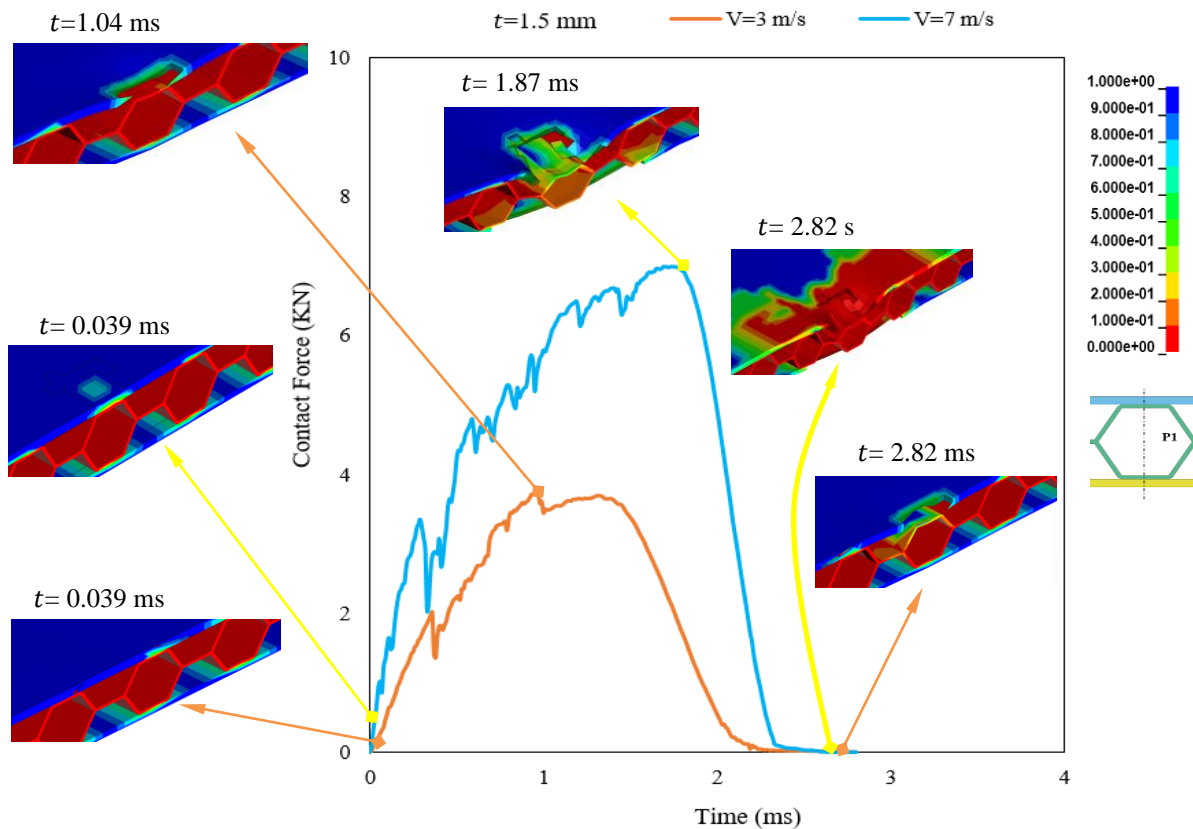 t=1.04 ms
t=1.5 mm
V=3 m/s
V=7 m/s
t= 1.87 ms
t= 2.82 s
t= 0.039 ms
t= 2.82 ms
t= 0.039 ms
Contact Force (KN)
10
8
6
4
2
0
0
1
2
3
4
Time (ms)
1.000e+00
9.000e-01
8.000e-01
7.000e-01
6.000e-01
5.000e-01
4.000e-01
3.000e-01
2.000e-01
1.000e-01
0.000e+00
P1